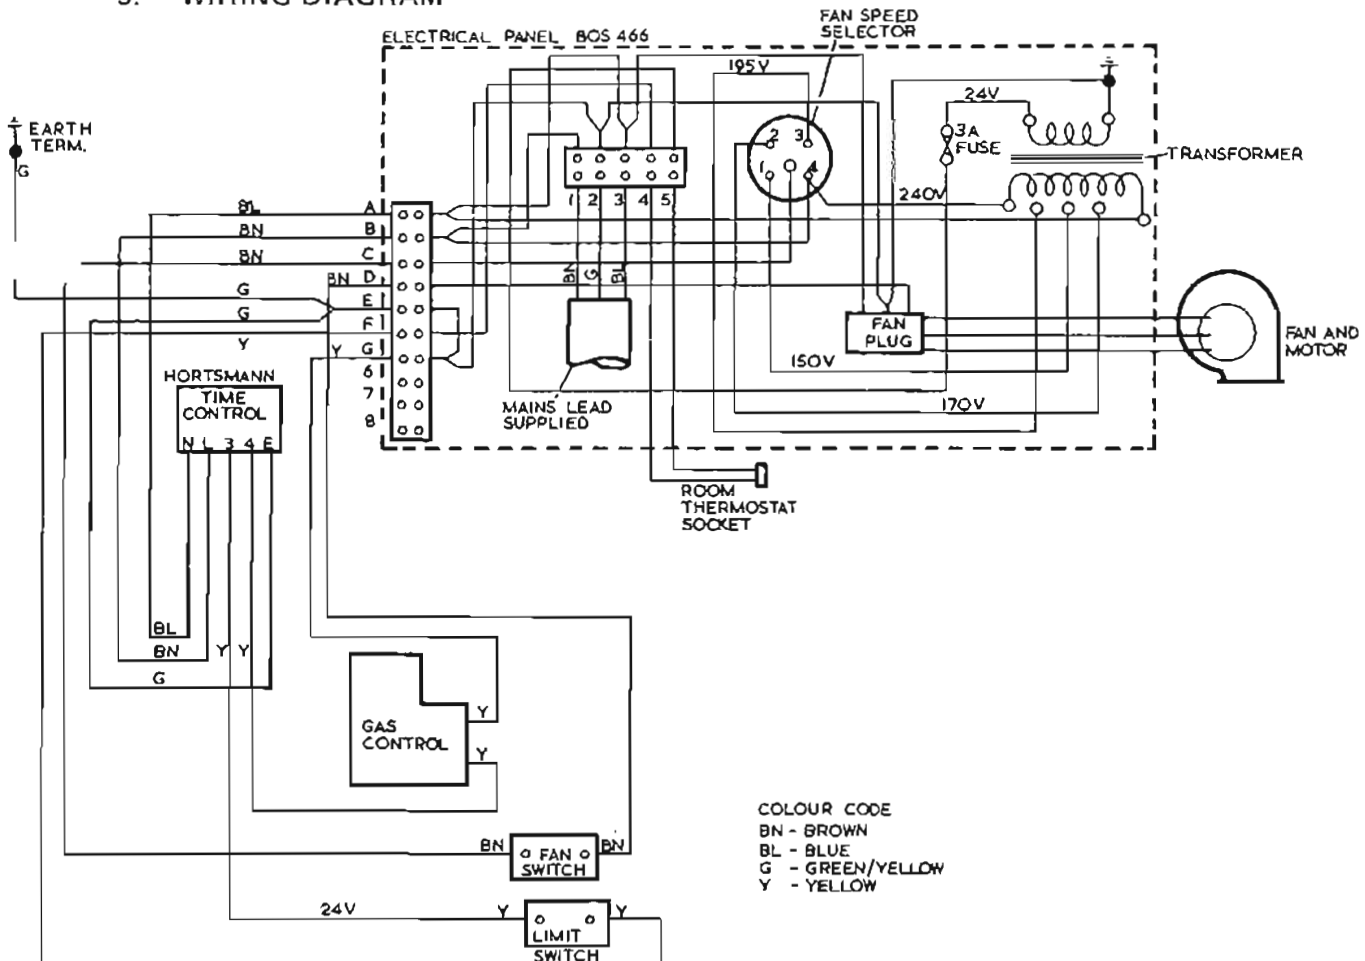 WIRING DIAGRAM
FAN SPEED
SELECTOR
ELECTRICAL PANEL BOS 466
195V
24V
EARTH
TERM.
G
3A
FUSE
TRANSFORMER
2 3
1 4
240V
1 2 3 4 5
BL A
BN B
BN C
BN D
G E
G F
Y Y G
6
7
8
BN G BL
FAN
PLUG
FAN AND
MOTOR
150V
170V
MAINS LEAD
SUPPLIED
HORTSMANN
TIME
CONTROL
N L 3 4 E
ROOM
THERMOSTAT
SOCKET
BL
BN Y Y
G
GAS
CONTROL
Y
Y
COLOUR CODE
BN - BROWN
BL - BLUE
G - GREEN/YELLOW
Y - YELLOW
BN FAN BN
SWITCH
24V Y Y
LIMIT
SWITCH